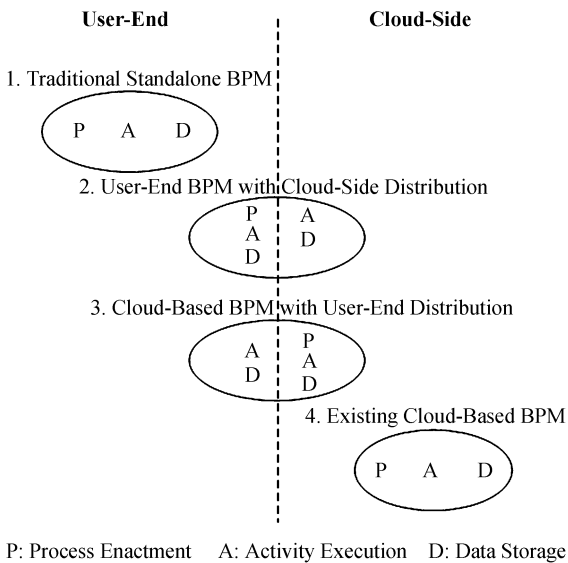 User-End Cloud-Side
1. Traditional Standalone BPM
P A D
2. User-End BPM with Cloud-Side Distribution
P A
A D
D
3. Cloud-Based BPM with User-End Distribution
A P
D A
D
4. Existing Cloud-Based BPM
P A D
P: Process Enactment A: Activity Execution D: Data Storage